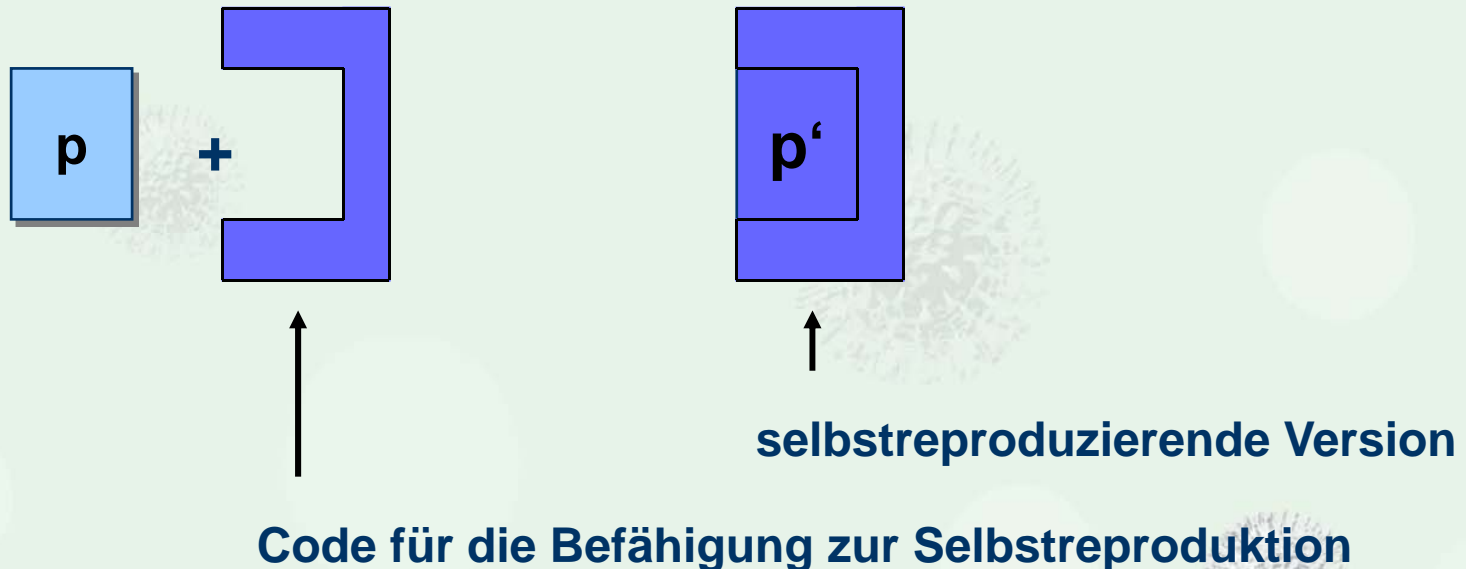 p
+
p‘
selbstreproduzierende Version
Code für die Befähigung zur Selbstreproduktion